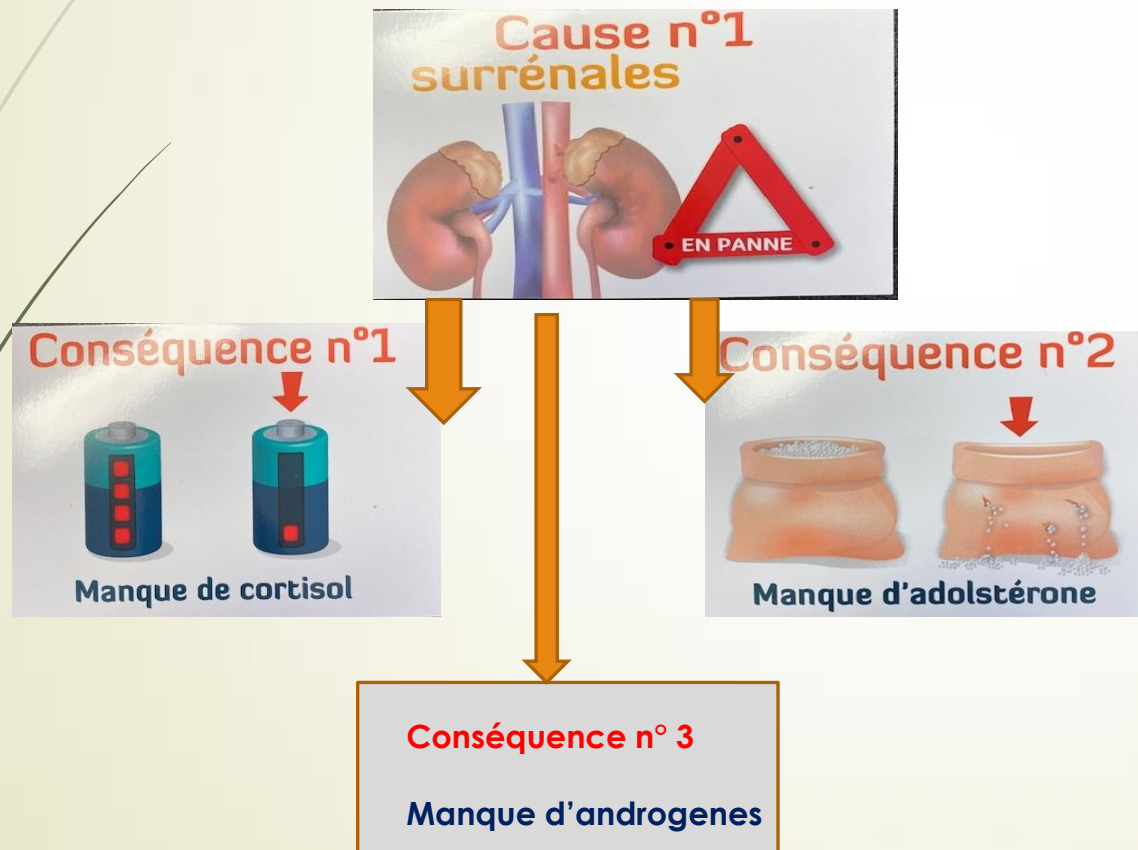 Cause n°1
surrénales
EN PANNE
Conséquence n°1
Manque de cortisol
Conséquence n°2
Manque d'adolstérone
Conséquence n° 3
Manque d’androgenes